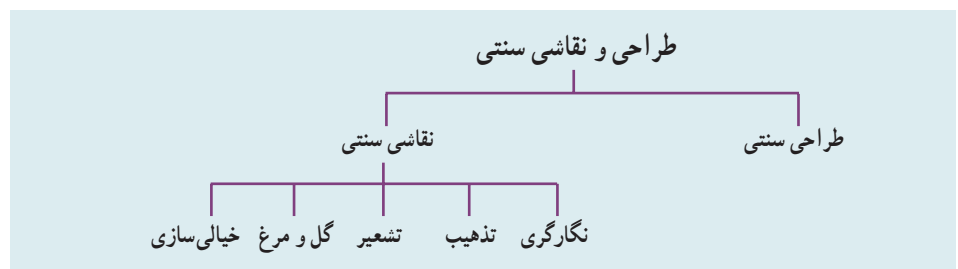 طراحی و نقاشی سنتی
طراحی سنتی نقاشی سنتی
نگارگری تذهیب تشعیر گل و مرغ خیالی‌سازی